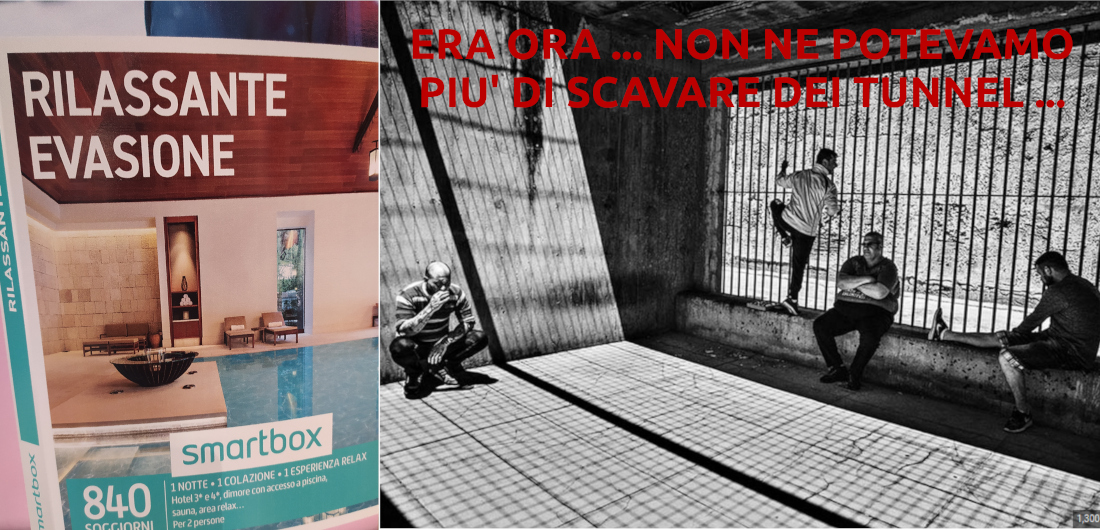 RILASSANTE
EVASIONE
RILASSANTE
smartbox
smartbox
840
SOGGIORNI
1 NOTTE • 1 COLAZIONE • 1 ESPERIENZA RELAX
Hotel 3* e 4*, dimore con accesso a piscina,
sauna, area relax...
Per 2 persone
ERA ORA ... NON NE POTEVAMO
PIU' DI SCAVARE DEI TUNNEL ...
1,300